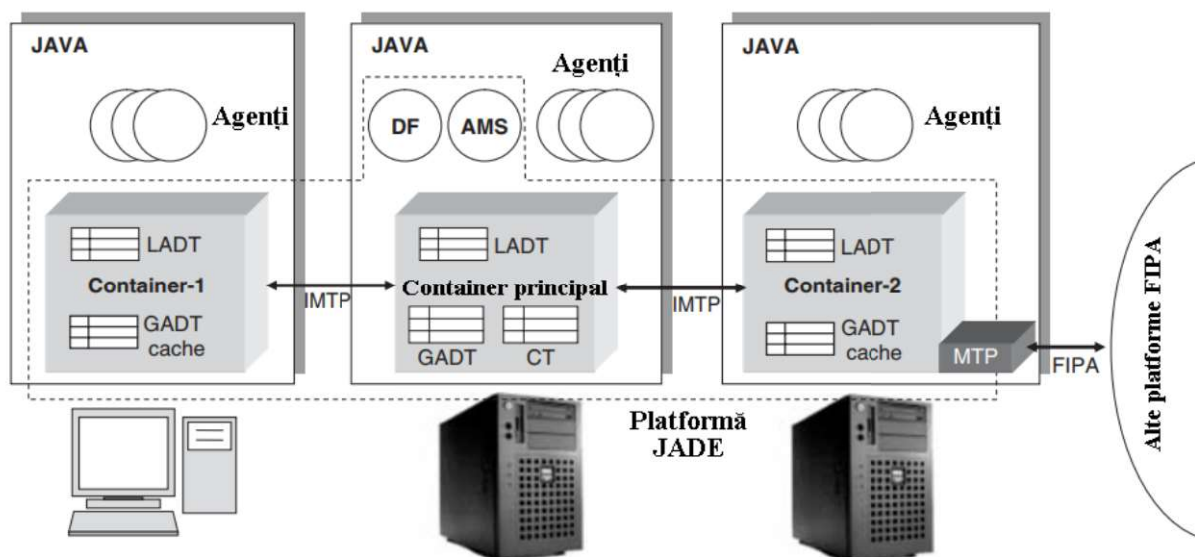 JAVA
Agenți
LADT
Container-1
GADT
cache
IMTP
JAVA
Agenți
DF
AMS
LADT
Container principal
GADT
CT
IMTP
JAVA
Agenți
LADT
Container-2
GADT
cache
MTP
FIPA
Alte platforme FIPA
Platformă
JADE